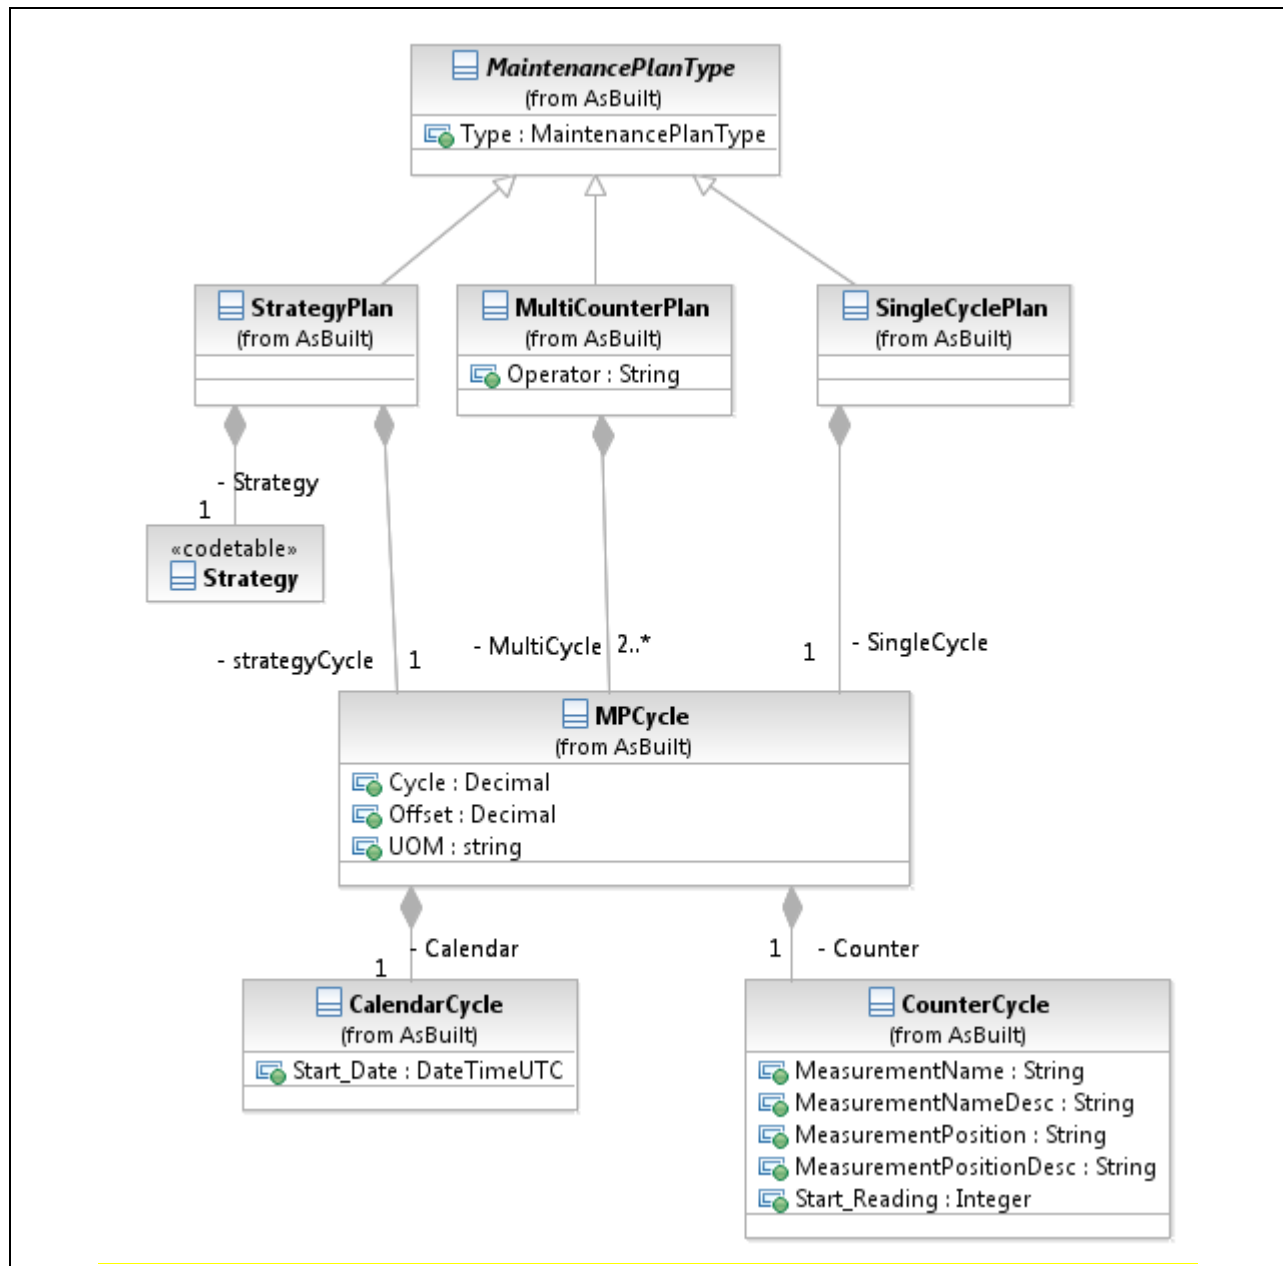 MaintenancePlanType
(from AsBuilt)
Type : MaintenancePlanType
StrategyPlan
(from AsBuilt)
MultiCounterPlan
(from AsBuilt)
Operator : String
SingleCyclePlan
(from AsBuilt)
- Strategy
1
«codetable»
Strategy
- strategyCycle
1
- MultiCycle
2..*
1
- SingleCycle
MPCycle
(from AsBuilt)
Cycle : Decimal
Offset : Decimal
UOM : string
- Calendar
1
1
- Counter
CalendarCycle
(from AsBuilt)
Start_Date : DateTimeUTC
CounterCycle
(from AsBuilt)
MeasurementName : String
MeasurementNameDesc : String
MeasurementPosition : String
MeasurementPositionDesc : String
Start_Reading : Integer